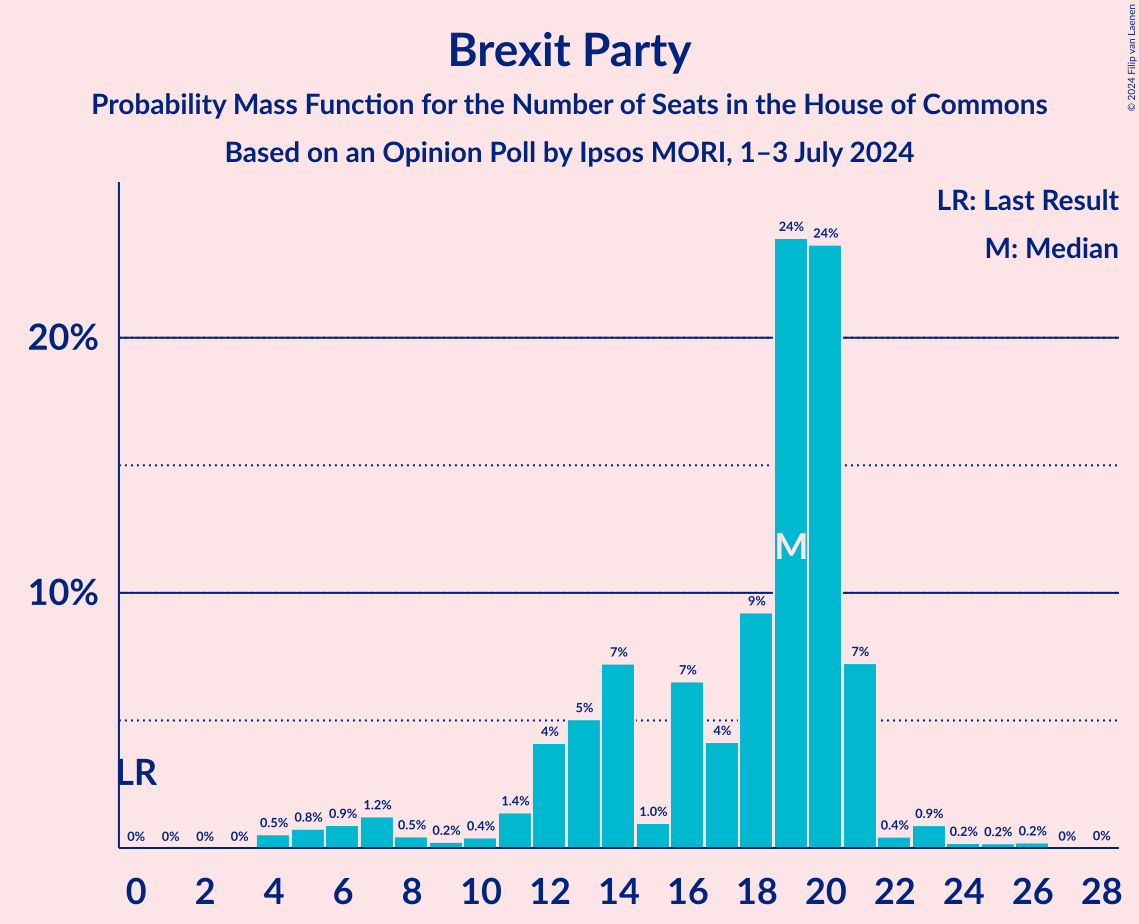 Brexit Party
Probability Mass Function for the Number of Seats in the House of Commons
Based on an Opinion Poll by Ipsos MORI, 1–3 July 2024
© 2024 Filip van Laenen
LR: Last Result
M: Median
20%
10%
LR
M
0% 0% 0% 0% 0.5% 0.8% 0.9% 1.2% 0.5% 0.2% 0.4% 1.4% 4% 5% 7% 1.0% 7% 4% 9% 24% 24% 7% 0.4% 0.9% 0.2% 0.2% 0.2% 0% 0%
0 2 4 6 8 10 12 14 16 18 20 22 24 26 28